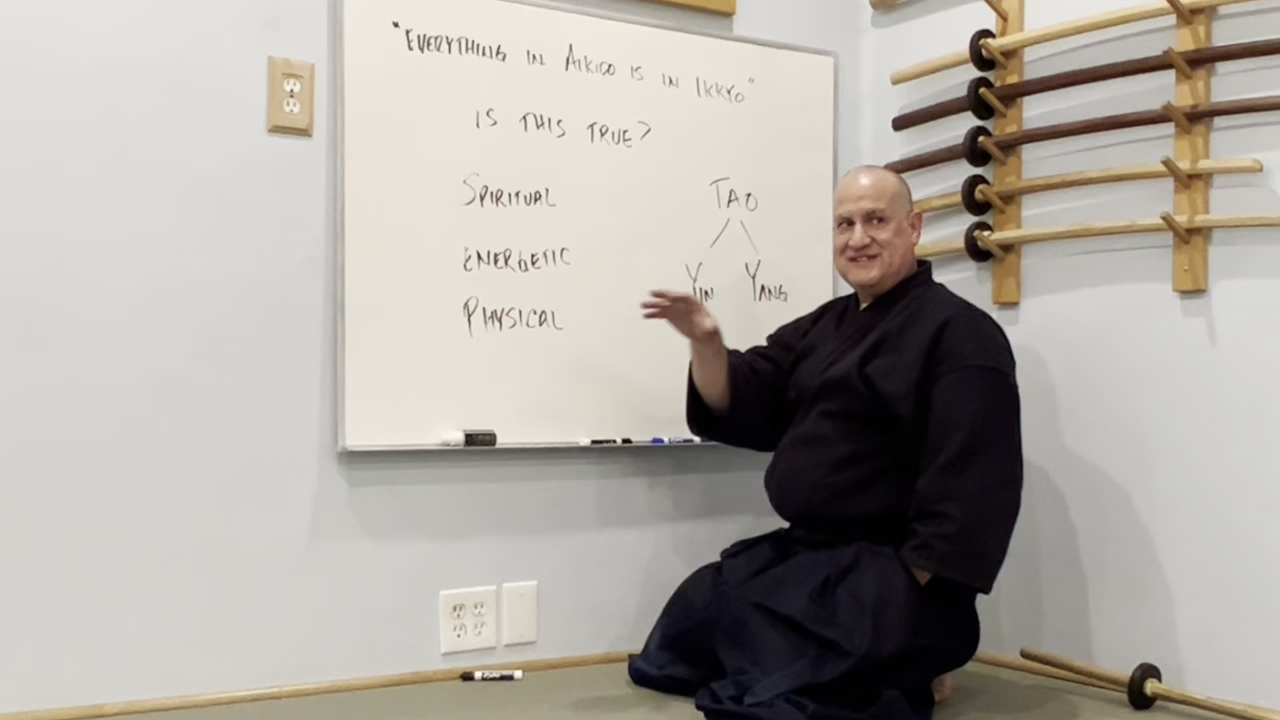 "EVERYTHING IN AIKIDO IS IN IKKYO"
IS THIS TRUE?
SPIRITUAL
ENERGETIC
PHYSICAL
TAO
YIN YANG